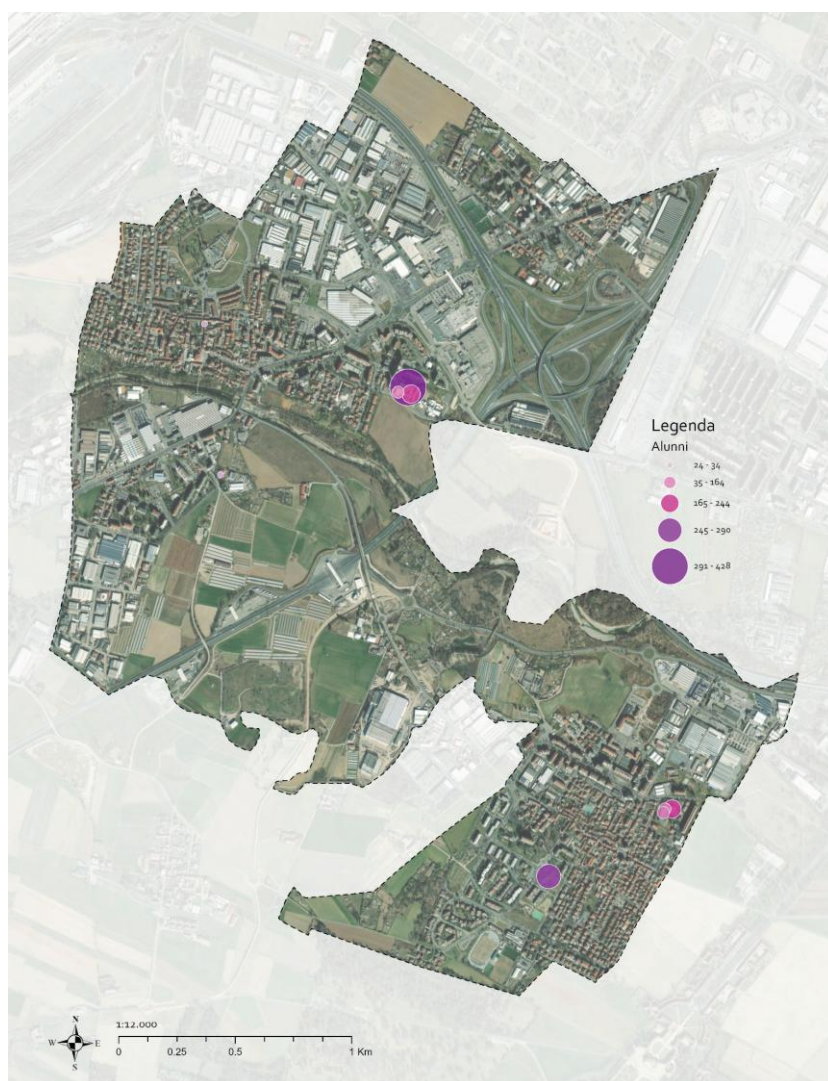 Legenda
Alunni
24 - 34
35 - 164
165 - 244
245 - 290
291 - 428
N
W E
S
1:12.000
0 0.25 0.5 1 Km